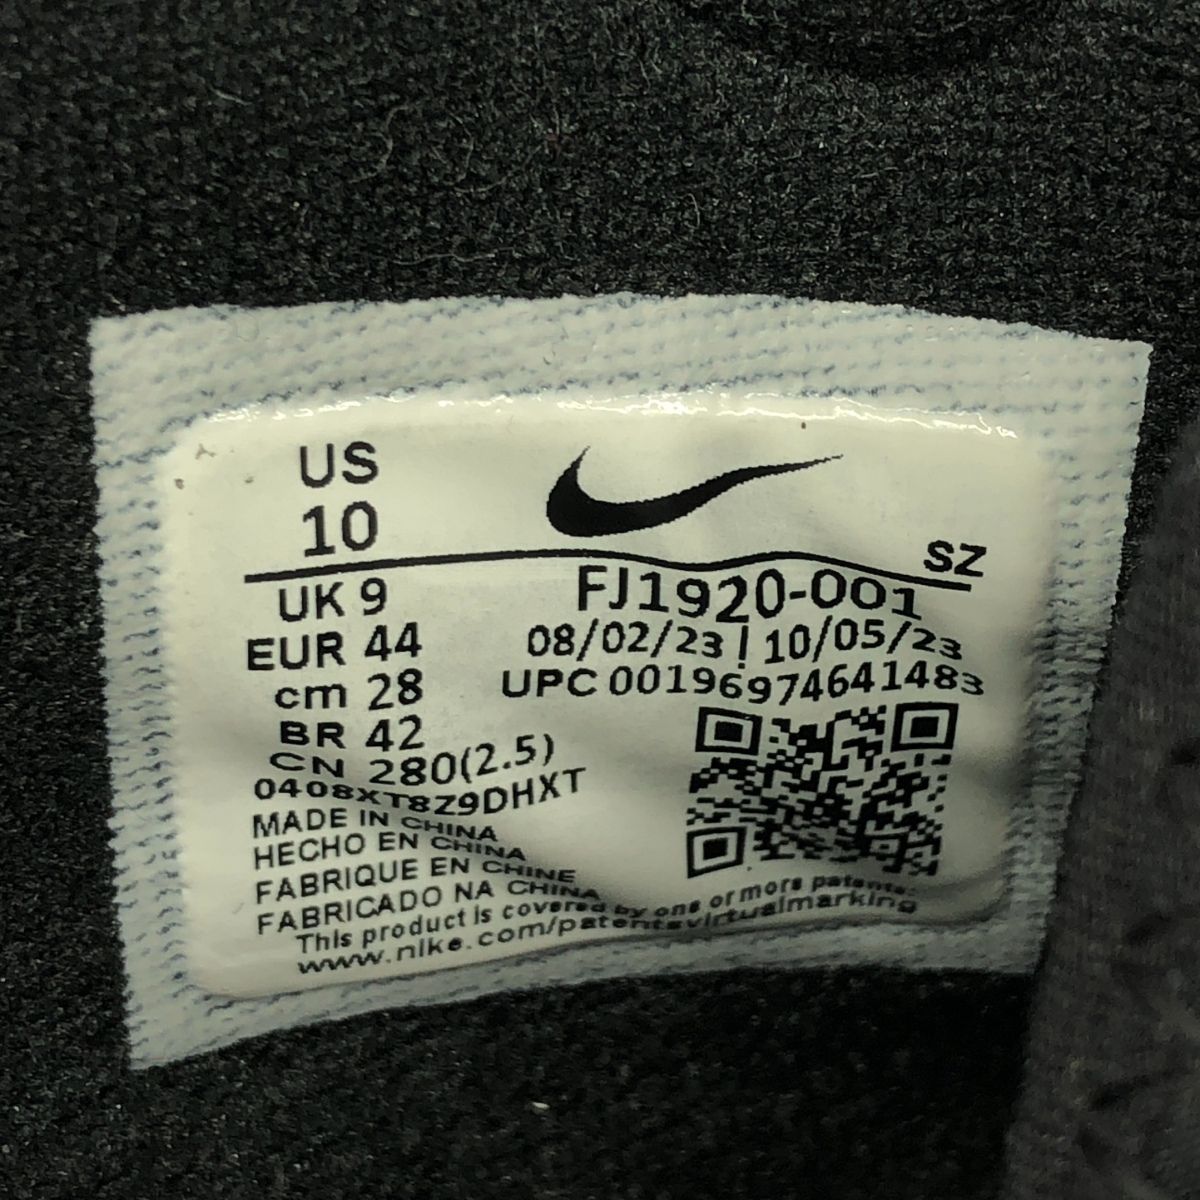 US
10
SZ
UK 9
EUR 44
cm 28
BR 42
CN 280(2.5)
FJ1920-001
08/02/23 | 10/05/23
UPC 00196974641483
0408XT8Z9DHXT
MADE IN CHINA
HECHO EN CHINA
FABRIQUE EN CHINE
FABRICADO NA CHINA
This product is covered by one or more patents:
www.nike.com/patentsvirtualmarking